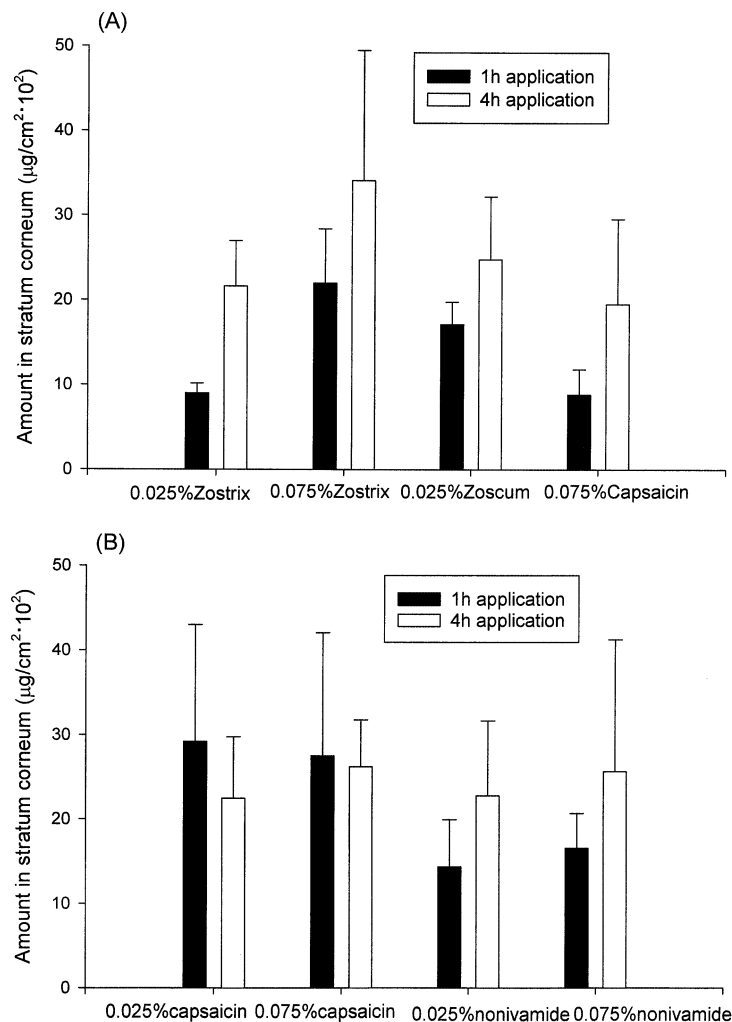 (A)
50
40
30
20
10
0
Amount in stratum corneum (μg/cm²·10²)
1h application
4h application
0.025%Zostrix 0.075%Zostrix 0.025%Zoscum 0.075%Capsaicin
(B)
50
40
30
20
10
0
Amount in stratum corneum (μg/cm²·10²)
1h application
4h application
0.025%capsaicin 0.075%capsaicin 0.025%nonivamide 0.075%nonivamide